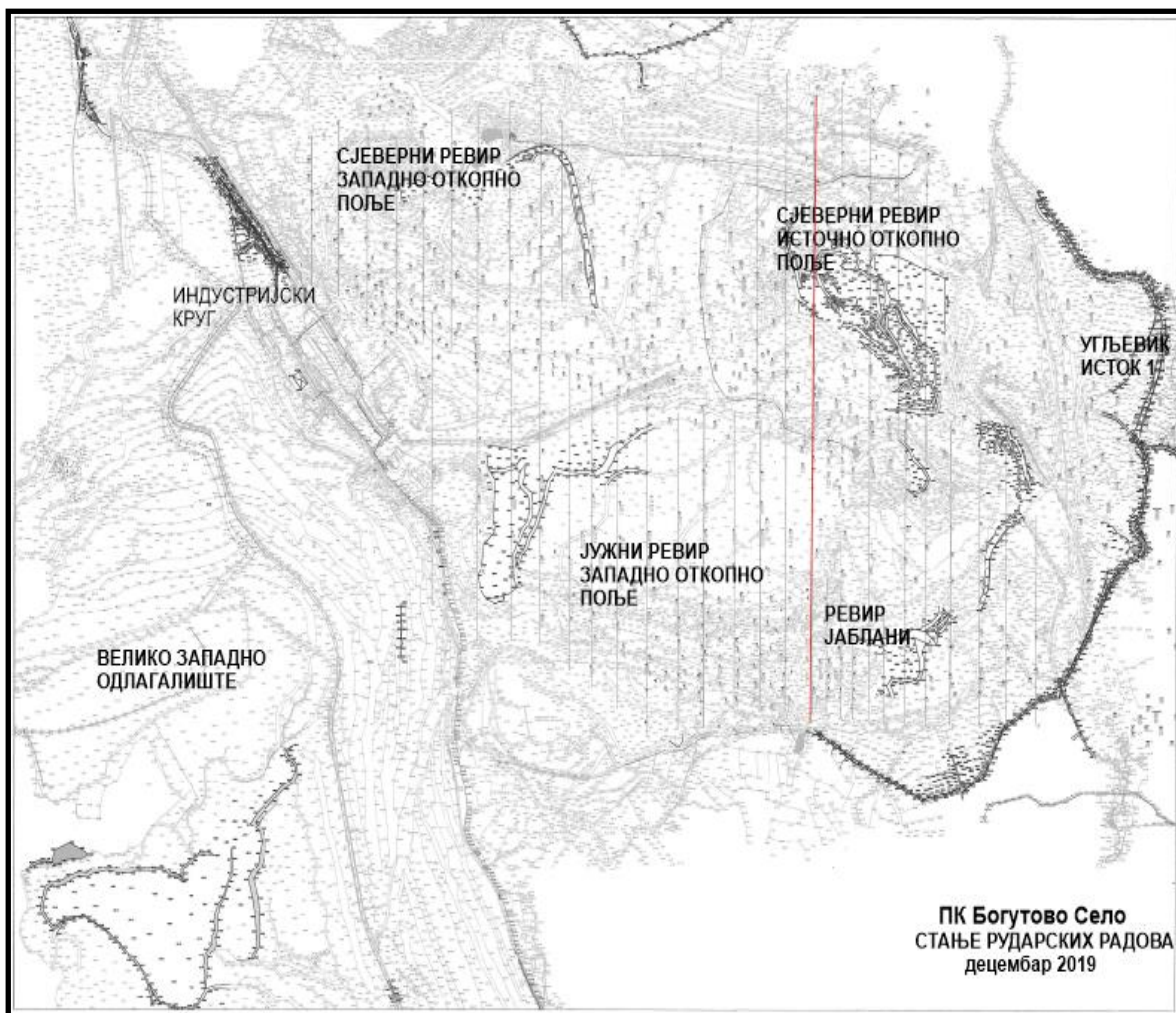 СЈЕВЕРНИ РЕВИР
ЗАПАДНО ОТКОПНО
ПОЉЕ
СЈЕВЕРНИ РЕВИР
ИСТОЧНО ОТКОПНО
ПОЉЕ
ИНДУСТРИЈСКИ
КРУГ
УГЉЕВИК
ИСТОК 1
ЈУЖНИ РЕВИР
ЗАПАДНО ОТКОПНО
ПОЉЕ
РЕВИР
ЈАБЛАНИ
ВЕЛИКО ЗАПАДНО
ОДЛАГАЛИШТЕ
ПК Богутово Село
СТАЊЕ РУДАРСКИХ РАДОВА
децембар 2019